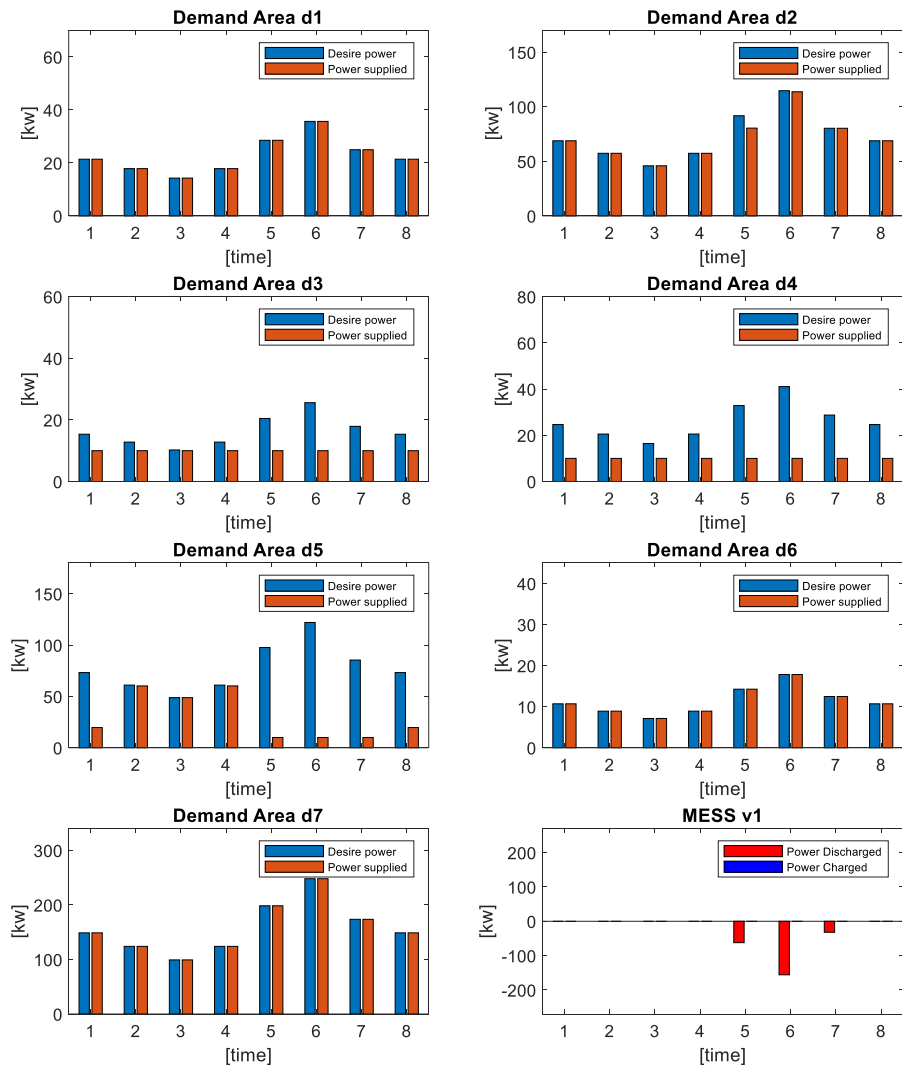 Demand Area d1
60
40
20
0
[kw]
Desire power
Power supplied
1 2 3 4 5 6 7 8
[time]
Demand Area d2
150
100
50
0
[kw]
Desire power
Power supplied
1 2 3 4 5 6 7 8
[time]
Demand Area d3
60
40
20
0
[kw]
Desire power
Power supplied
1 2 3 4 5 6 7 8
[time]
Demand Area d4
80
60
40
20
0
[kw]
Desire power
Power supplied
1 2 3 4 5 6 7 8
[time]
Demand Area d5
150
100
50
0
[kw]
Desire power
Power supplied
1 2 3 4 5 6 7 8
[time]
Demand Area d6
40
30
20
10
0
[kw]
Desire power
Power supplied
1 2 3 4 5 6 7 8
[time]
Demand Area d7
300
200
100
0
[kw]
Desire power
Power supplied
1 2 3 4 5 6 7 8
[time]
MESS v1
200
100
0
-100
-200
[kw]
Power Discharged
Power Charged
1 2 3 4 5 6 7 8
[time]